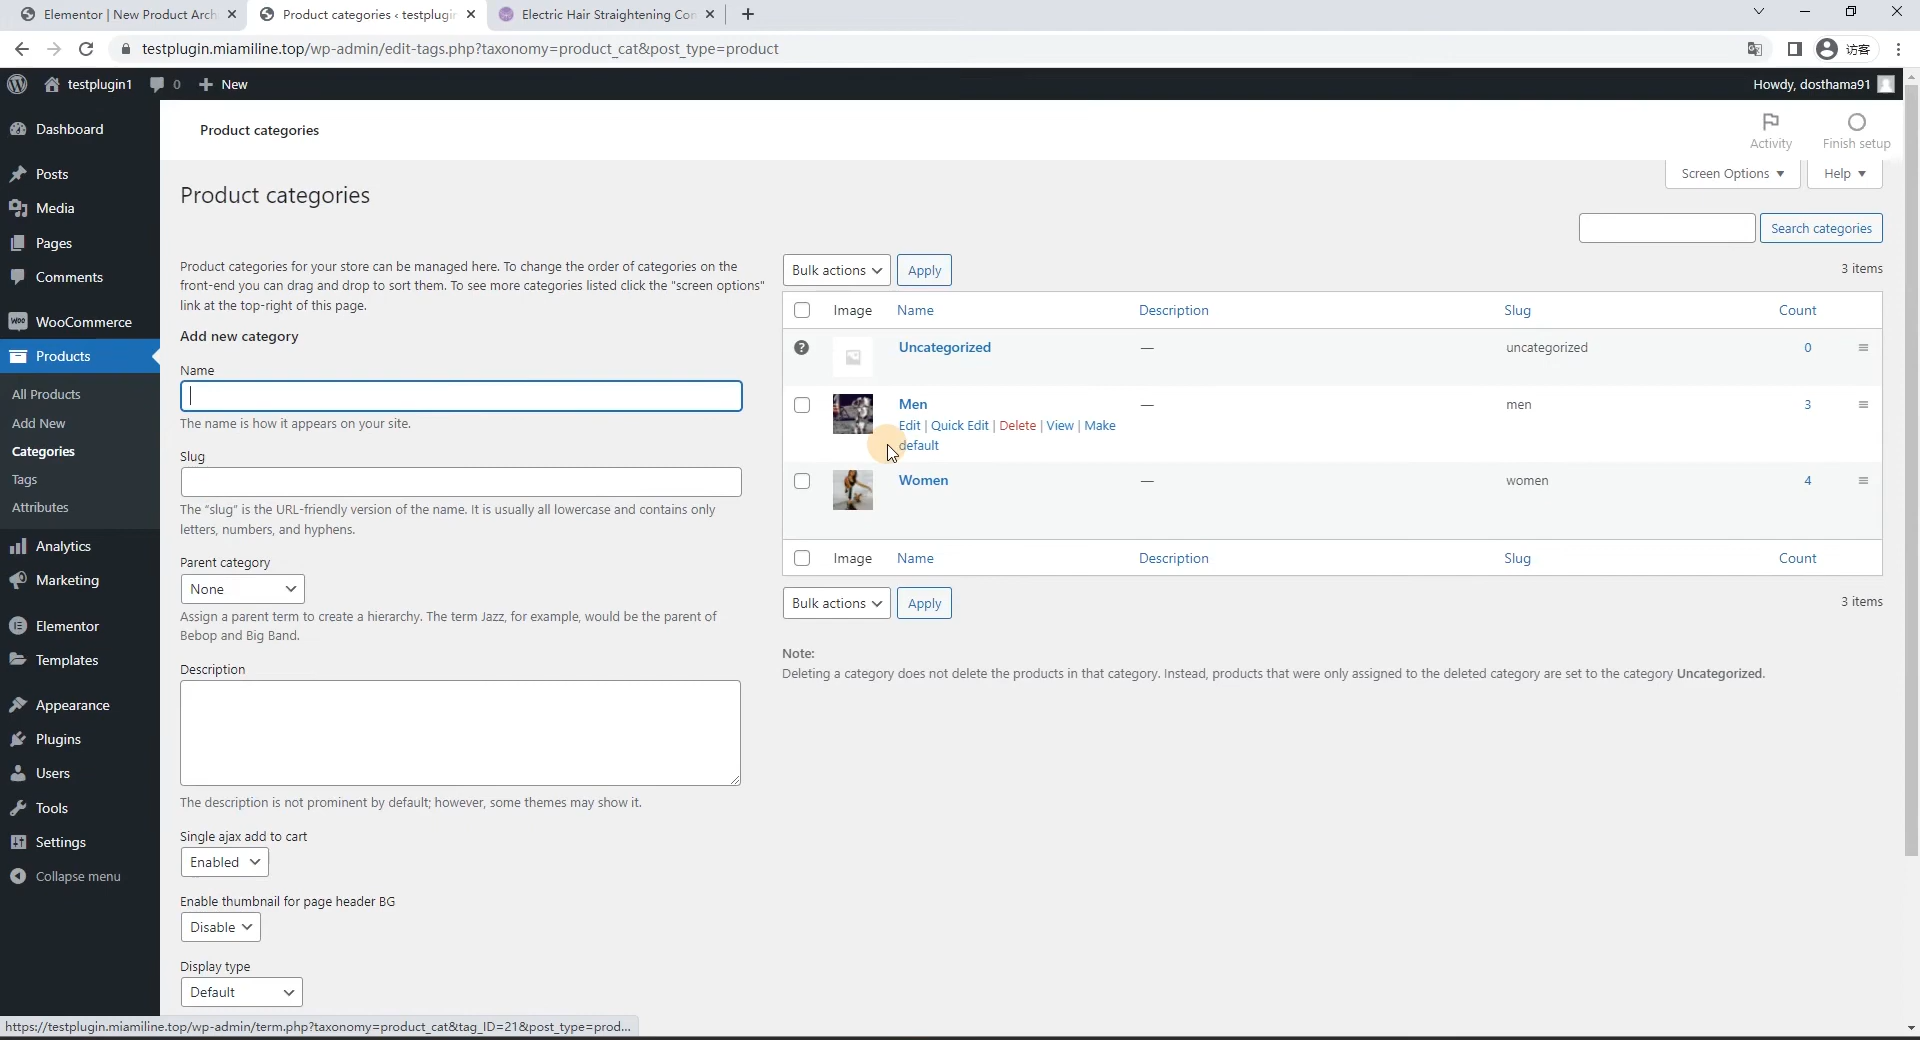 Elementor | New Product Arch
Product categories ‹ testplugin
Electric Hair Straightening Con
testplugin.miamiline.top/wp-admin/edit-tags.php?taxonomy=product_cat&post_type=product
访客
testplugin1
0
New
Howdy, dosthama91
Dashboard
Posts
Media
Pages
Comments
WooCommerce
Products
All Products
Add New
Categories
Tags
Attributes
Analytics
Marketing
Elementor
Templates
Appearance
Plugins
Users
Tools
Settings
Collapse menu
Product categories
Activity
Finish setup
Screen Options
Help
Product categories
Search categories
Product categories for your store can be managed here. To change the order of categories on the
front-end you can drag and drop to sort them. To see more categories listed click the "screen options"
link at the top-right of this page.
Add new category
Name
The name is how it appears on your site.
Slug
The “slug” is the URL-friendly version of the name. It is usually all lowercase and contains only
letters, numbers, and hyphens.
Parent category
None
Assign a parent term to create a hierarchy. The term Jazz, for example, would be the parent of
Bebop and Big Band.
Description
The description is not prominent by default; however, some themes may show it.
Single ajax add to cart
Enabled
Enable thumbnail for page header BG
Disable
Display type
Default
Bulk actions
Apply
3 items
Image Name Description Slug Count
Uncategorized — uncategorized 0
Men — men 3
Edit | Quick Edit | Delete | View | Make
default
Women — women 4
Image Name Description Slug Count
Bulk actions
Apply
3 items
Note:
Deleting a category does not delete the products in that category. Instead, products that were only assigned to the deleted category are set to the category Uncategorized.
https://testplugin.miamiline.top/wp-admin/term.php?taxonomy=product_cat&tag_ID=21&post_type=prod...